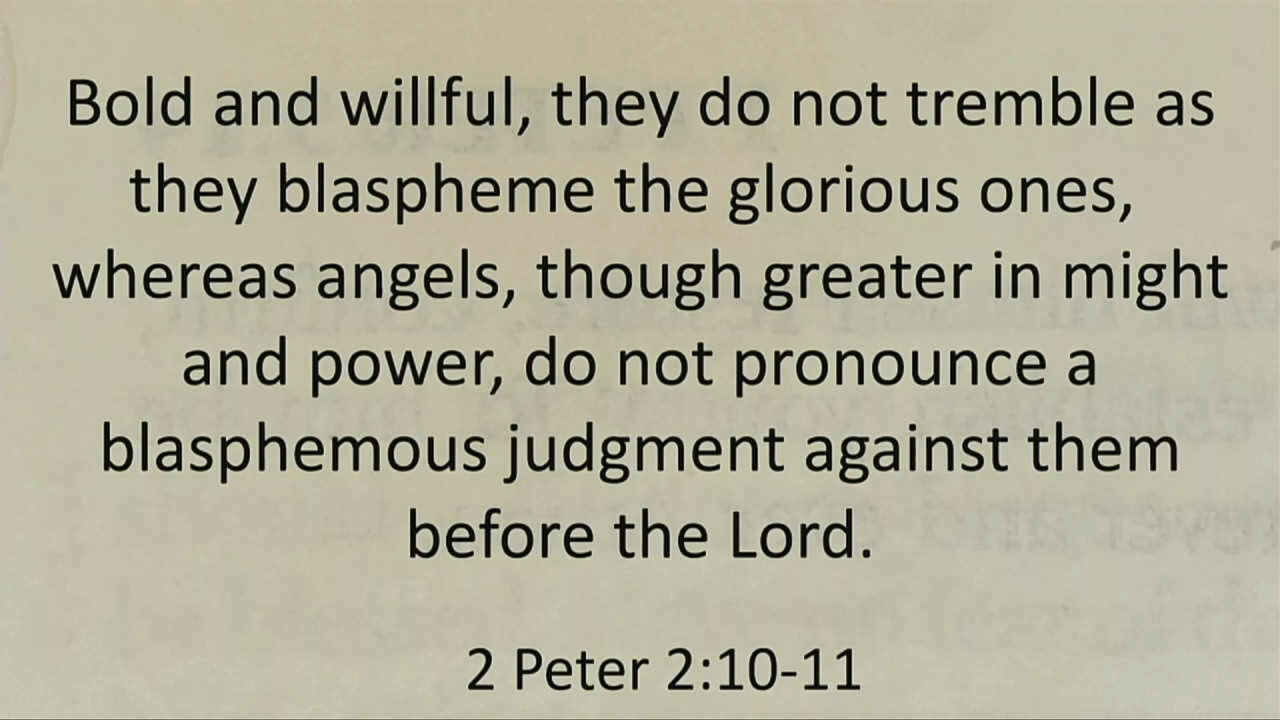 Bold and willful, they do not tremble as
they blaspheme the glorious ones,
whereas angels, though greater in might
and power, do not pronounce a
blasphemous judgment against them
before the Lord.
2 Peter 2:10-11